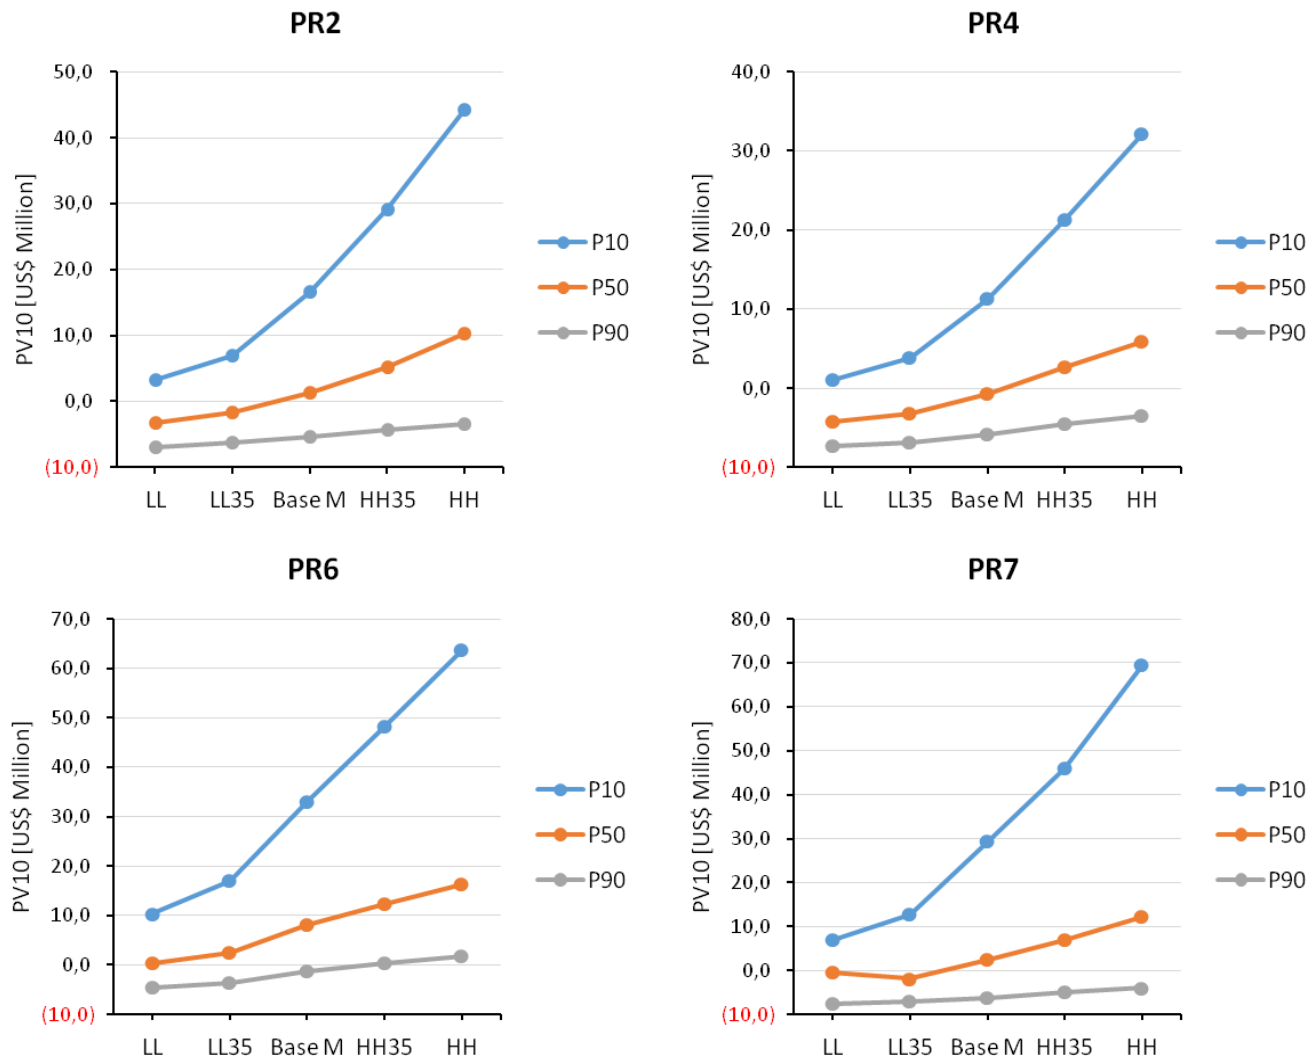 PR2
50,0
40,0
30,0
20,0
10,0
0,0
(10,0)
PV10 [US$ Million]
LL LL35 Base M HH35 HH
P10
P50
P90
PR4
40,0
30,0
20,0
10,0
0,0
(10,0)
PV10 [US$ Million]
LL LL35 Base M HH35 HH
P10
P50
P90
PR6
70,0
60,0
50,0
40,0
30,0
20,0
10,0
0,0
(10,0)
PV10 [US$ Million]
LL LL35 Base M HH35 HH
P10
P50
P90
PR7
80,0
70,0
60,0
50,0
40,0
30,0
20,0
10,0
0,0
(10,0)
PV10 [US$ Million]
LL LL35 Base M HH35 HH
P10
P50
P90